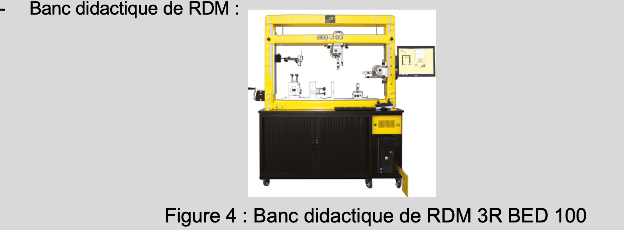 - Banc didactique de RDM :
BED 100
Figure 4 : Banc didactique de RDM 3R BED 100